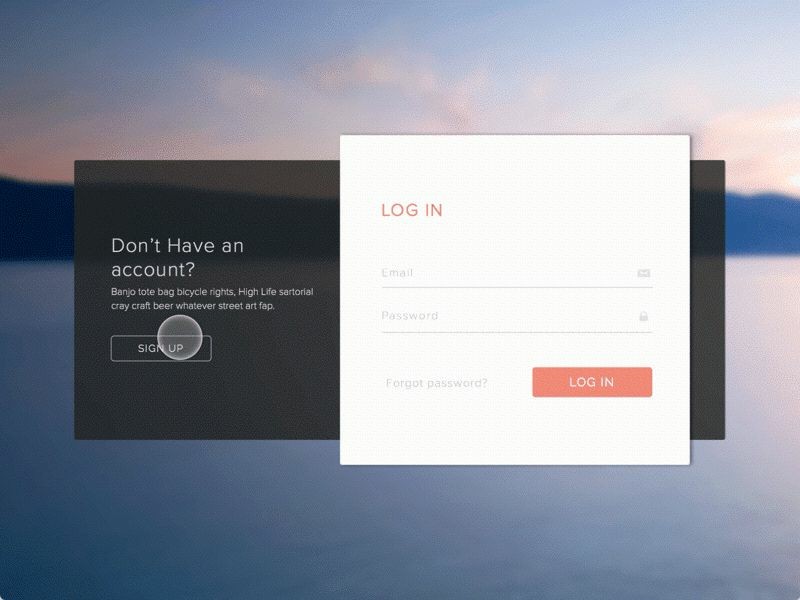 Don't Have an
account?
Banjo tote bag bicycle rights, High Life sartorial
cray craft beer whatever street art fap.
SIGN UP
LOG IN
Email
Password
Forgot password?
LOG IN